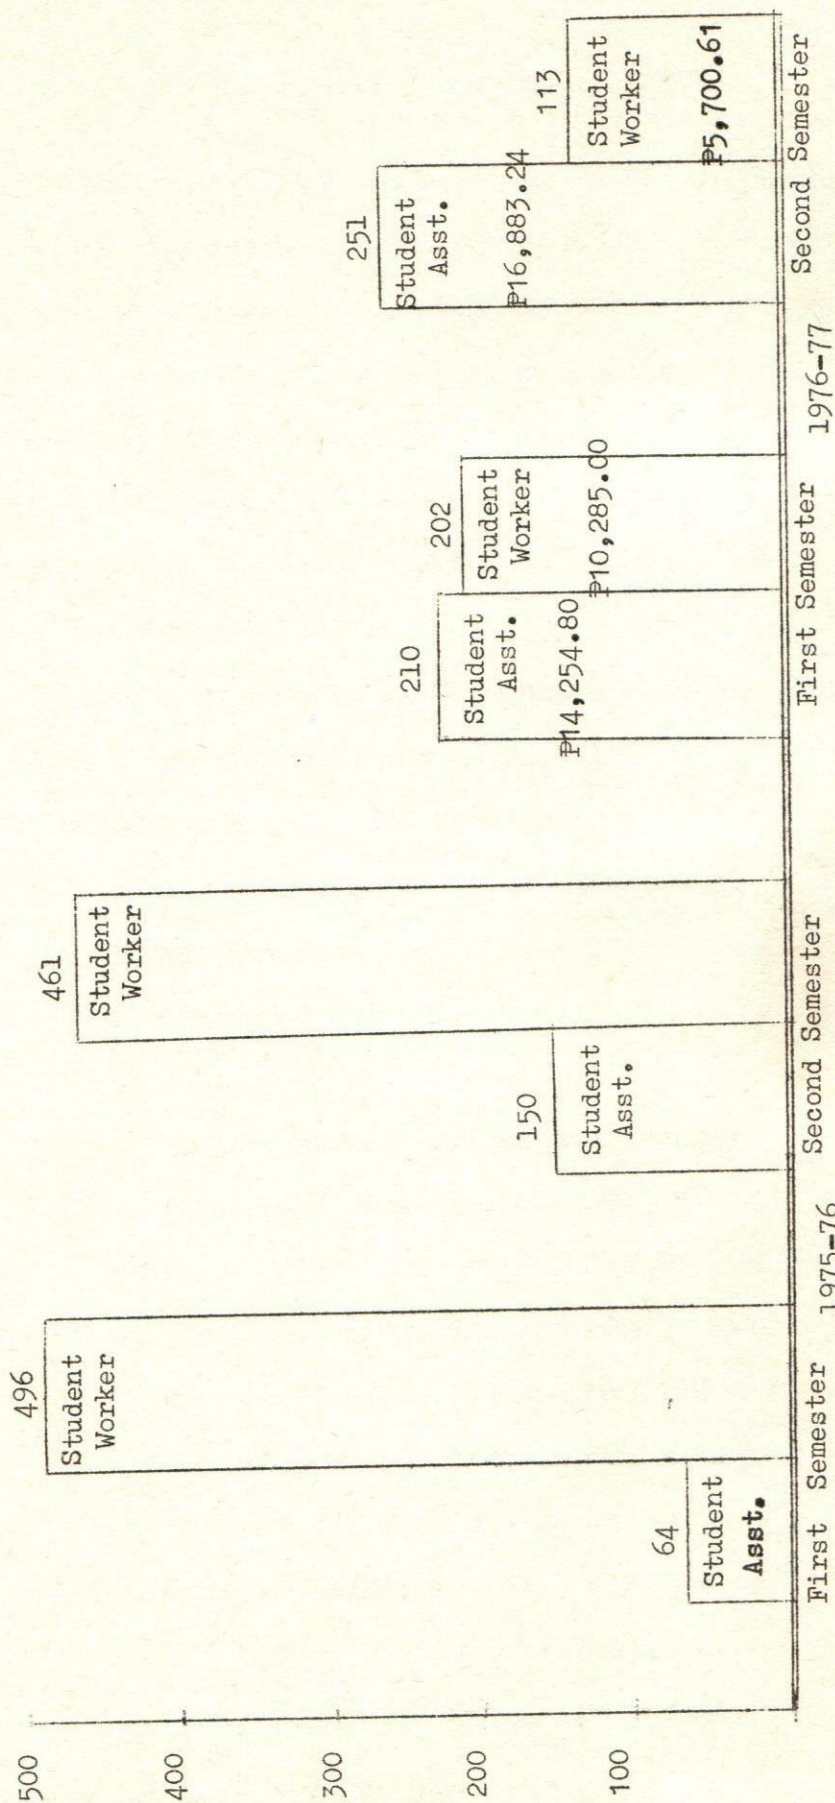 500
400
300
200
100
64
Student
Asst.
496
Student
Worker
150
Student
Asst.
461
Student
Worker
210
Student
Asst.
₱14,254.80
202
Student
Worker
₱10,285.00
251
Student
Asst.
₱16,883.24
113
Student
Worker
₱5,700.61
First Semester
1975-76
Second Semester
First Semester
1976-77
Second Semester